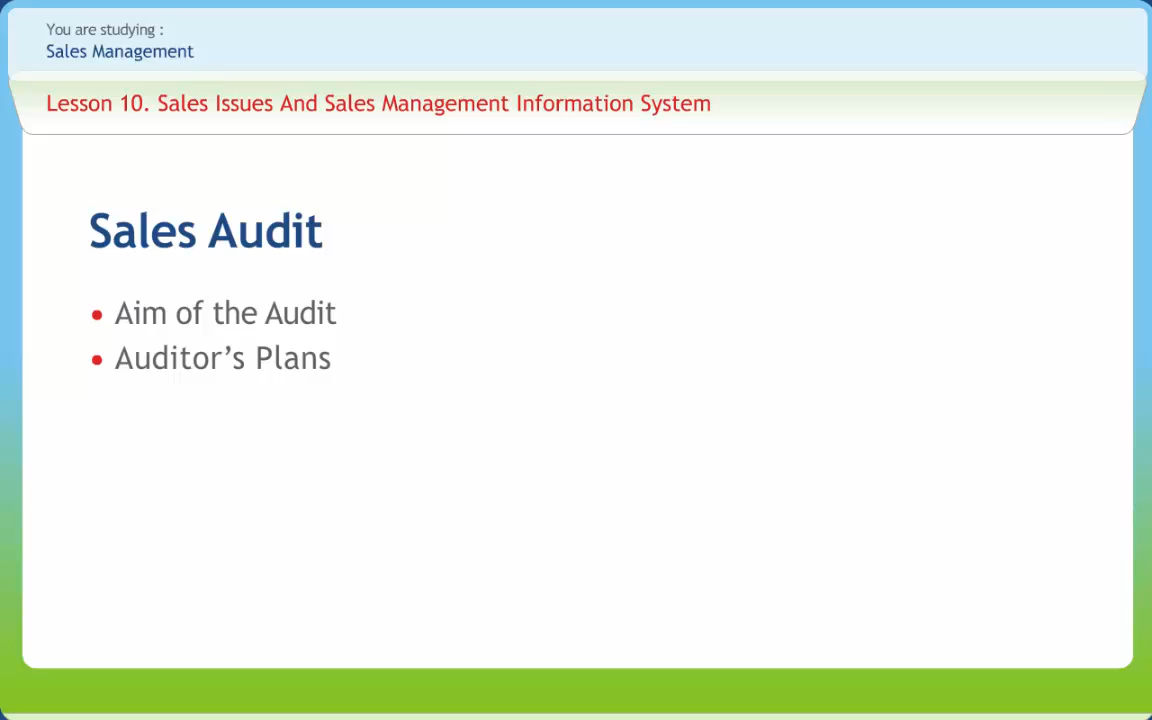 You are studying :
Sales Management
Lesson 10. Sales Issues And Sales Management Information System
Sales Audit
• Aim of the Audit
• Auditor’s Plans